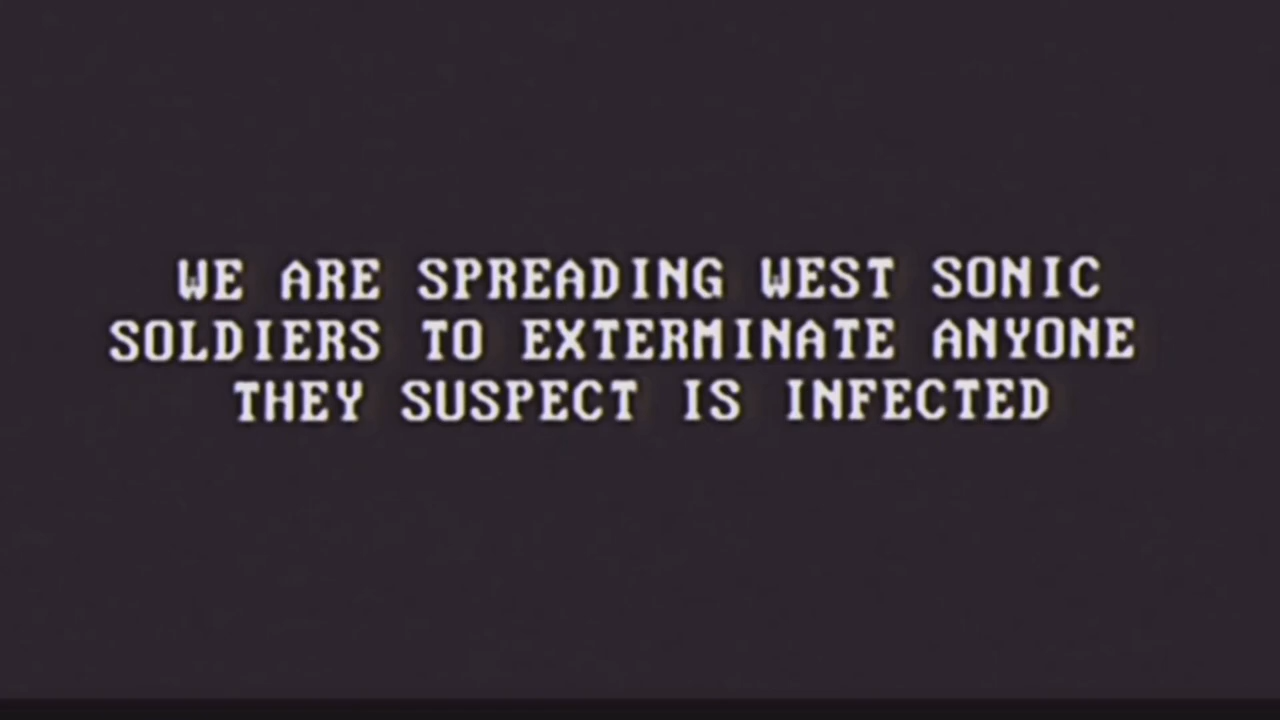 WE ARE SPREADING WEST SONIC
SOLDIERS TO EXTERMINATE ANYONE
THEY SUSPECT IS INFECTED